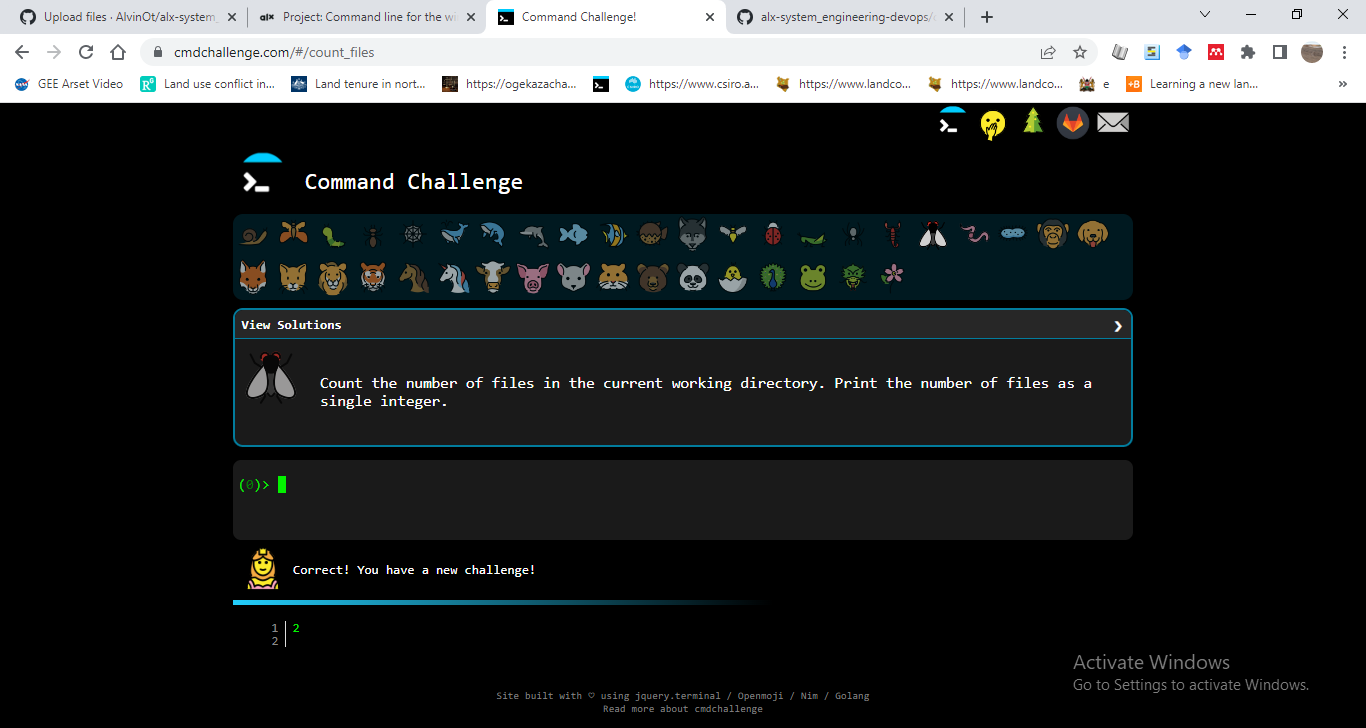 Upload files · AlvinOt/alx-system_
Project: Command line for the wi
Command Challenge!
alx-system_engineering-devops/
cmdchallenge.com/#/count_files
GEE Arset Video
Land use conflict in...
Land tenure in nort...
https://ogekazacha...
https://www.csiro.a...
https://www.landco...
https://www.landco...
e
Learning a new lan...
»
Command Challenge
View Solutions
Count the number of files in the current working directory. Print the number of files as a
single integer.
(0)>
Correct! You have a new challenge!
1 2
2
Activate Windows
Go to Settings to activate Windows.
Site built with ♡ using jquery.terminal / Openmoji / Nim / Golang
Read more about cmdchallenge